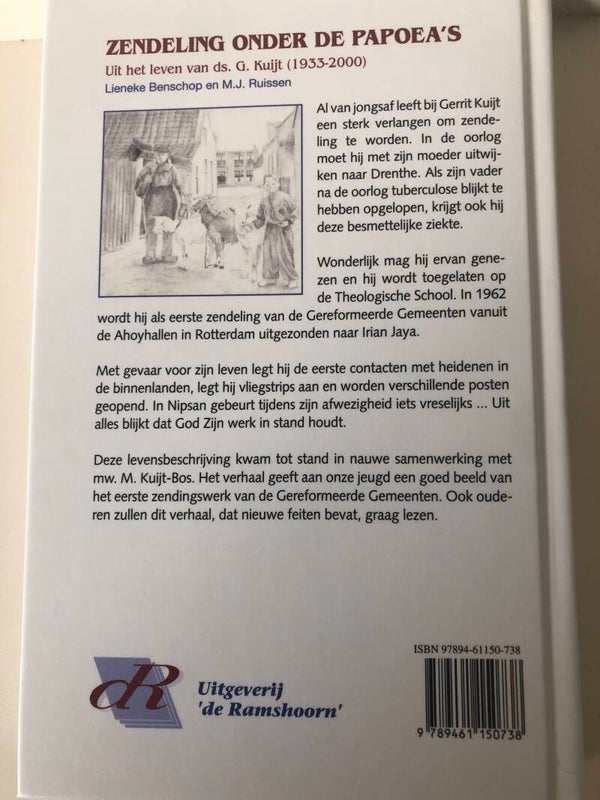 ZENDELING ONDER DE PAPOEA'S
Uit het leven van ds. G. Kuijt (1933-2000)
Lieneke Benschop en M.J. Ruissen
Al van jongsaf leeft bij Gerrit Kuijt
een sterk verlangen om zende-
ling te worden. In de oorlog
moet hij met zijn moeder uitwij-
ken naar Drenthe. Als zijn vader
na de oorlog tuberculose blijkt te
hebben opgelopen, krijgt ook hij
deze besmettelijke ziekte.
Wonderlijk mag hij ervan gene-
zen en hij wordt toegelaten op
de Theologische School. In 1962
wordt hij als eerste zendeling van de Gereformeerde Gemeenten vanuit
de Ahoyhallen in Rotterdam uitgezonden naar Irian Jaya.
Met gevaar voor zijn leven legt hij de eerste contacten met heidenen in
de binnenlanden, legt hij vliegstrips aan en worden verschillende posten
geopend. In Nipsan gebeurt tijdens zijn afwezigheid iets vreselijks ... Uit
alles blijkt dat God Zijn werk in stand houdt.
Deze levensbeschrijving kwam tot stand in nauwe samenwerking met
mw. M. Kuijt-Bos. Het verhaal geeft aan onze jeugd een goed beeld van
het eerste zendingswerk van de Gereformeerde Gemeenten. Ook oude-
ren zullen dit verhaal, dat nieuwe feiten bevat, graag lezen.
ISBN 97894-61150-738
dR
Uitgeverij
'de Ramshoorn'
9 789461 150738